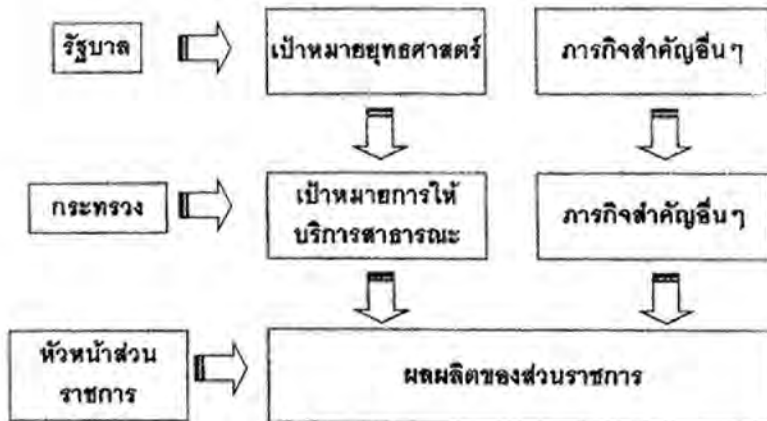 รัฐบาล
เป้าหมายยุทธศาสตร์
ภารกิจสำคัญอื่นๆ
กระทรวง
เป้าหมายการให้
บริการสาธารณะ
ภารกิจสำคัญอื่นๆ
หัวหน้าส่วน
ราชการ
ผลผลิตของส่วนราชการ